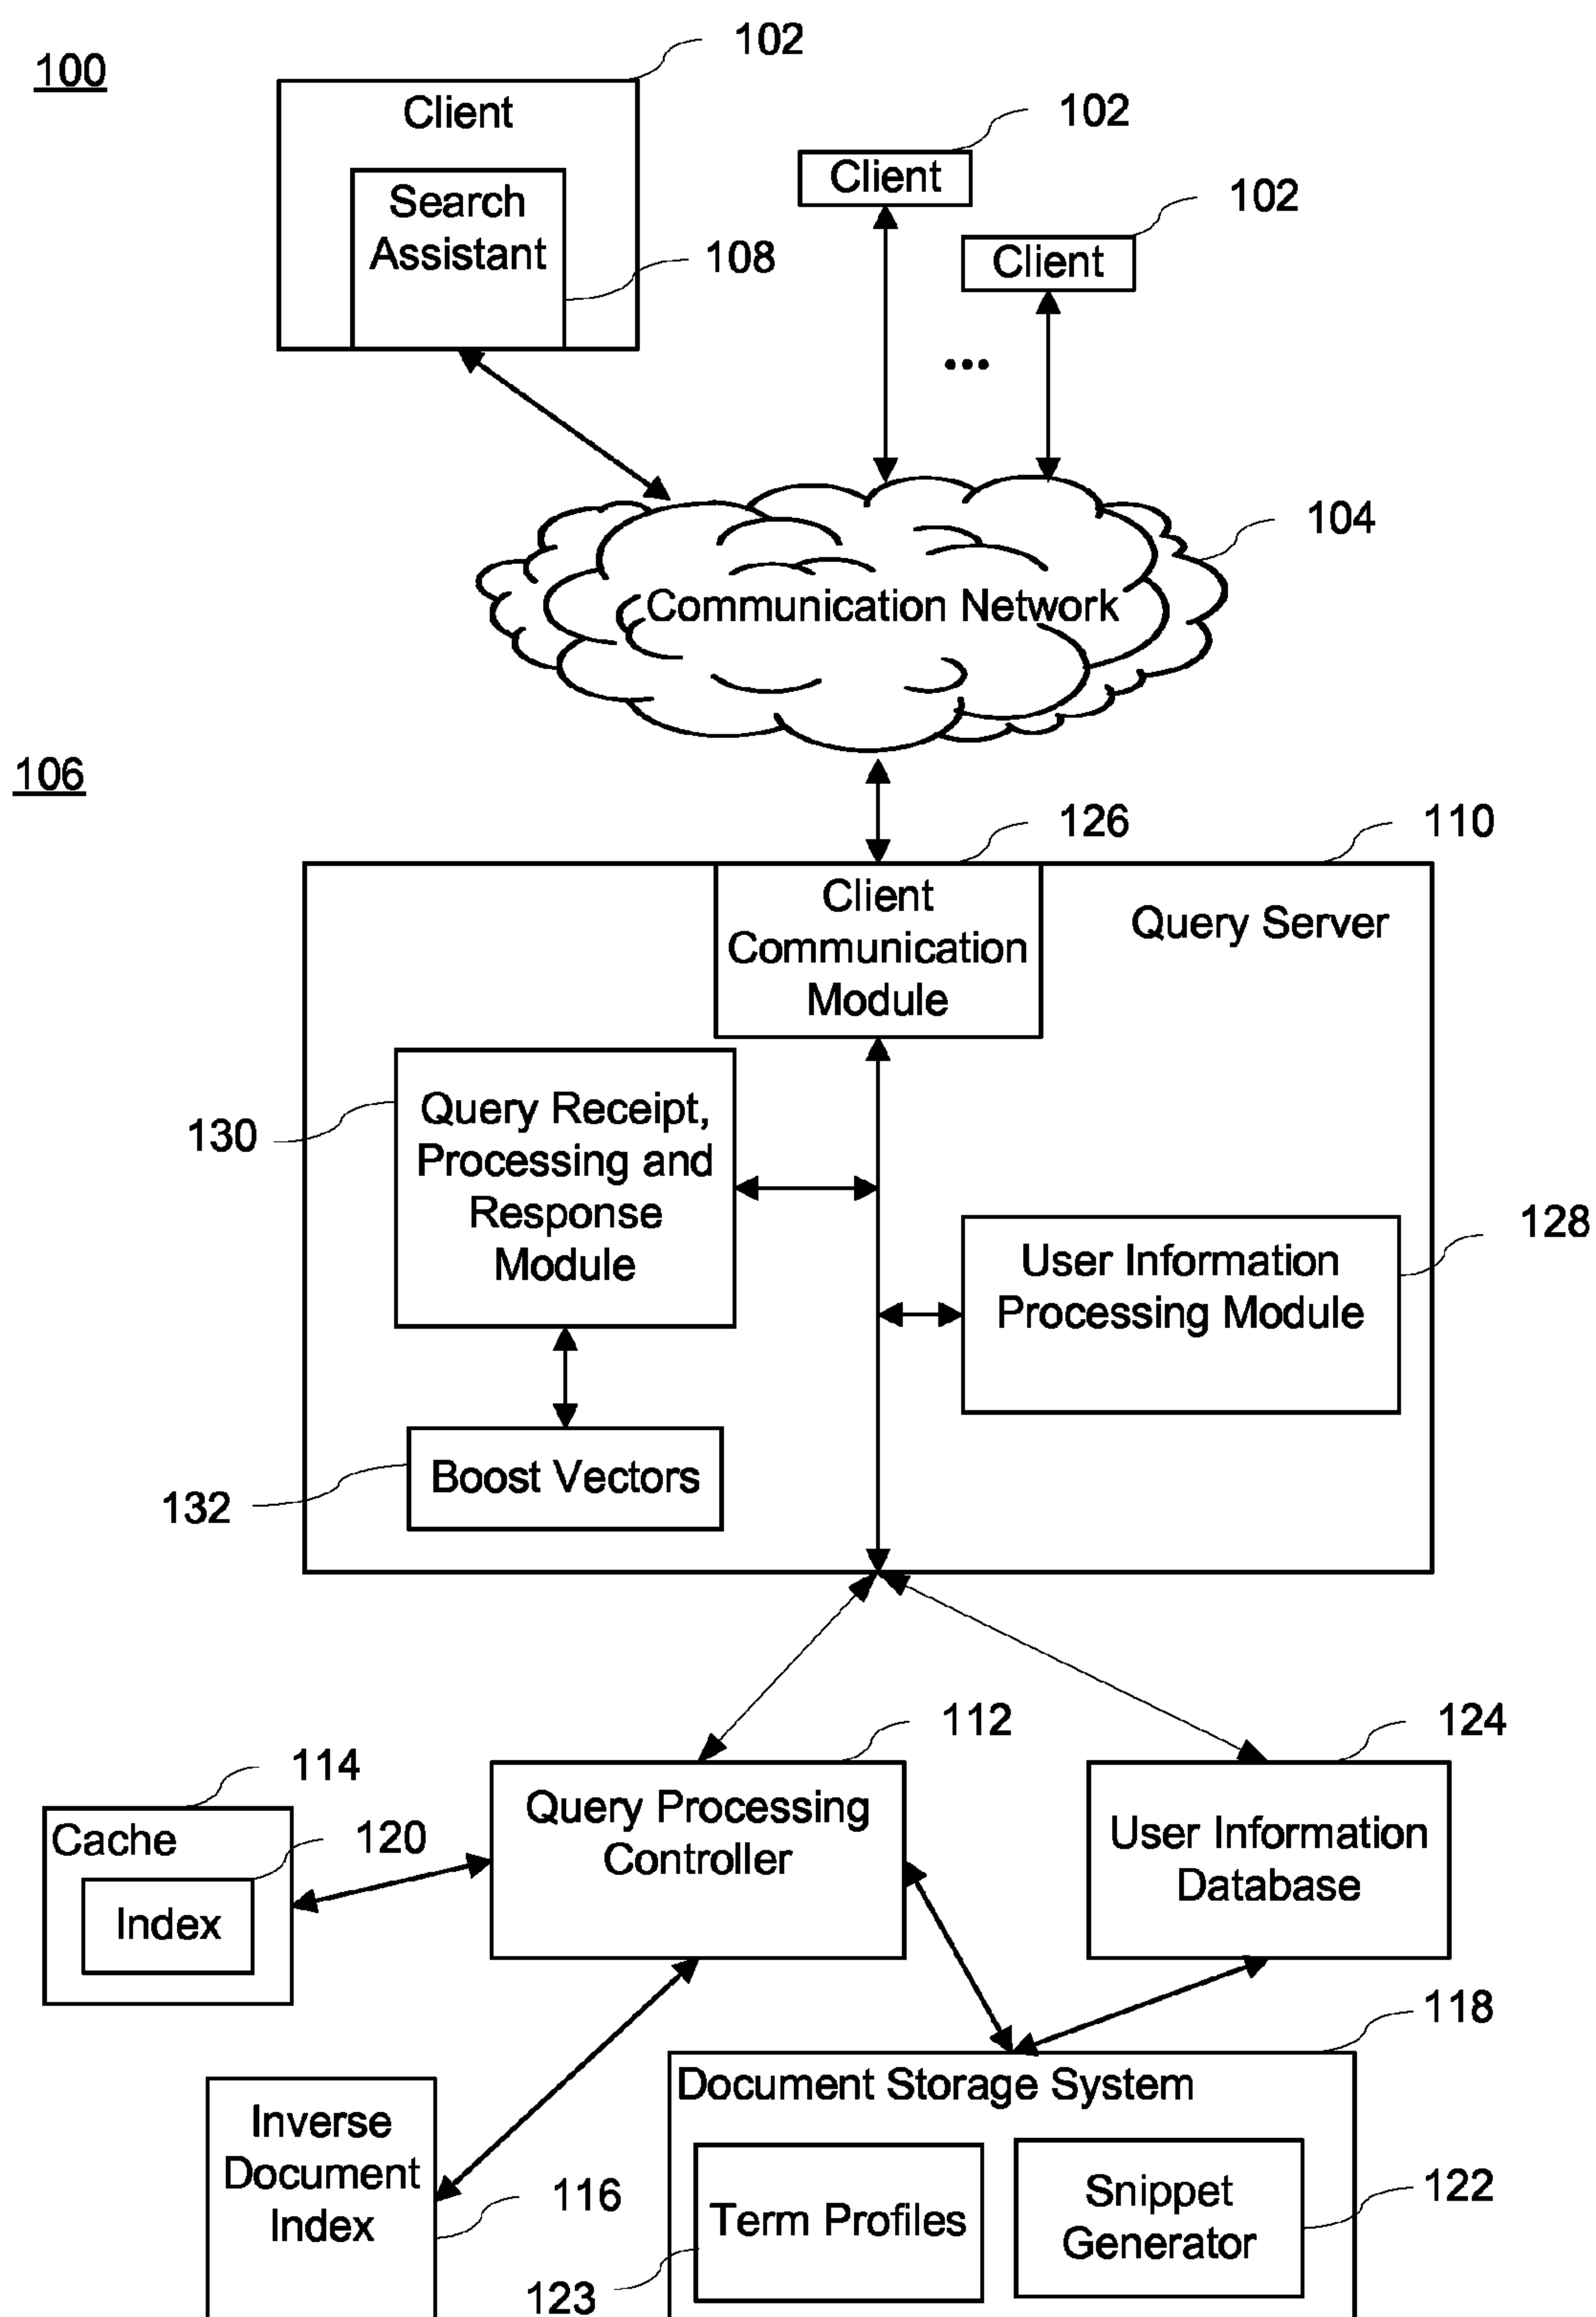 100
102
Client
Search
Assistant
108
102
Client
102
Client
...
104
Communication Network
106
126
110
Client
Communication
Module
Query Server
130
Query Receipt,
Processing and
Response
Module
128
User Information
Processing Module
132
Boost Vectors
112
124
114
Cache
120
Index
Query Processing
Controller
User Information
Database
118
Inverse
Document
Index
116
Document Storage System
Term Profiles
123
Snippet
Generator
122